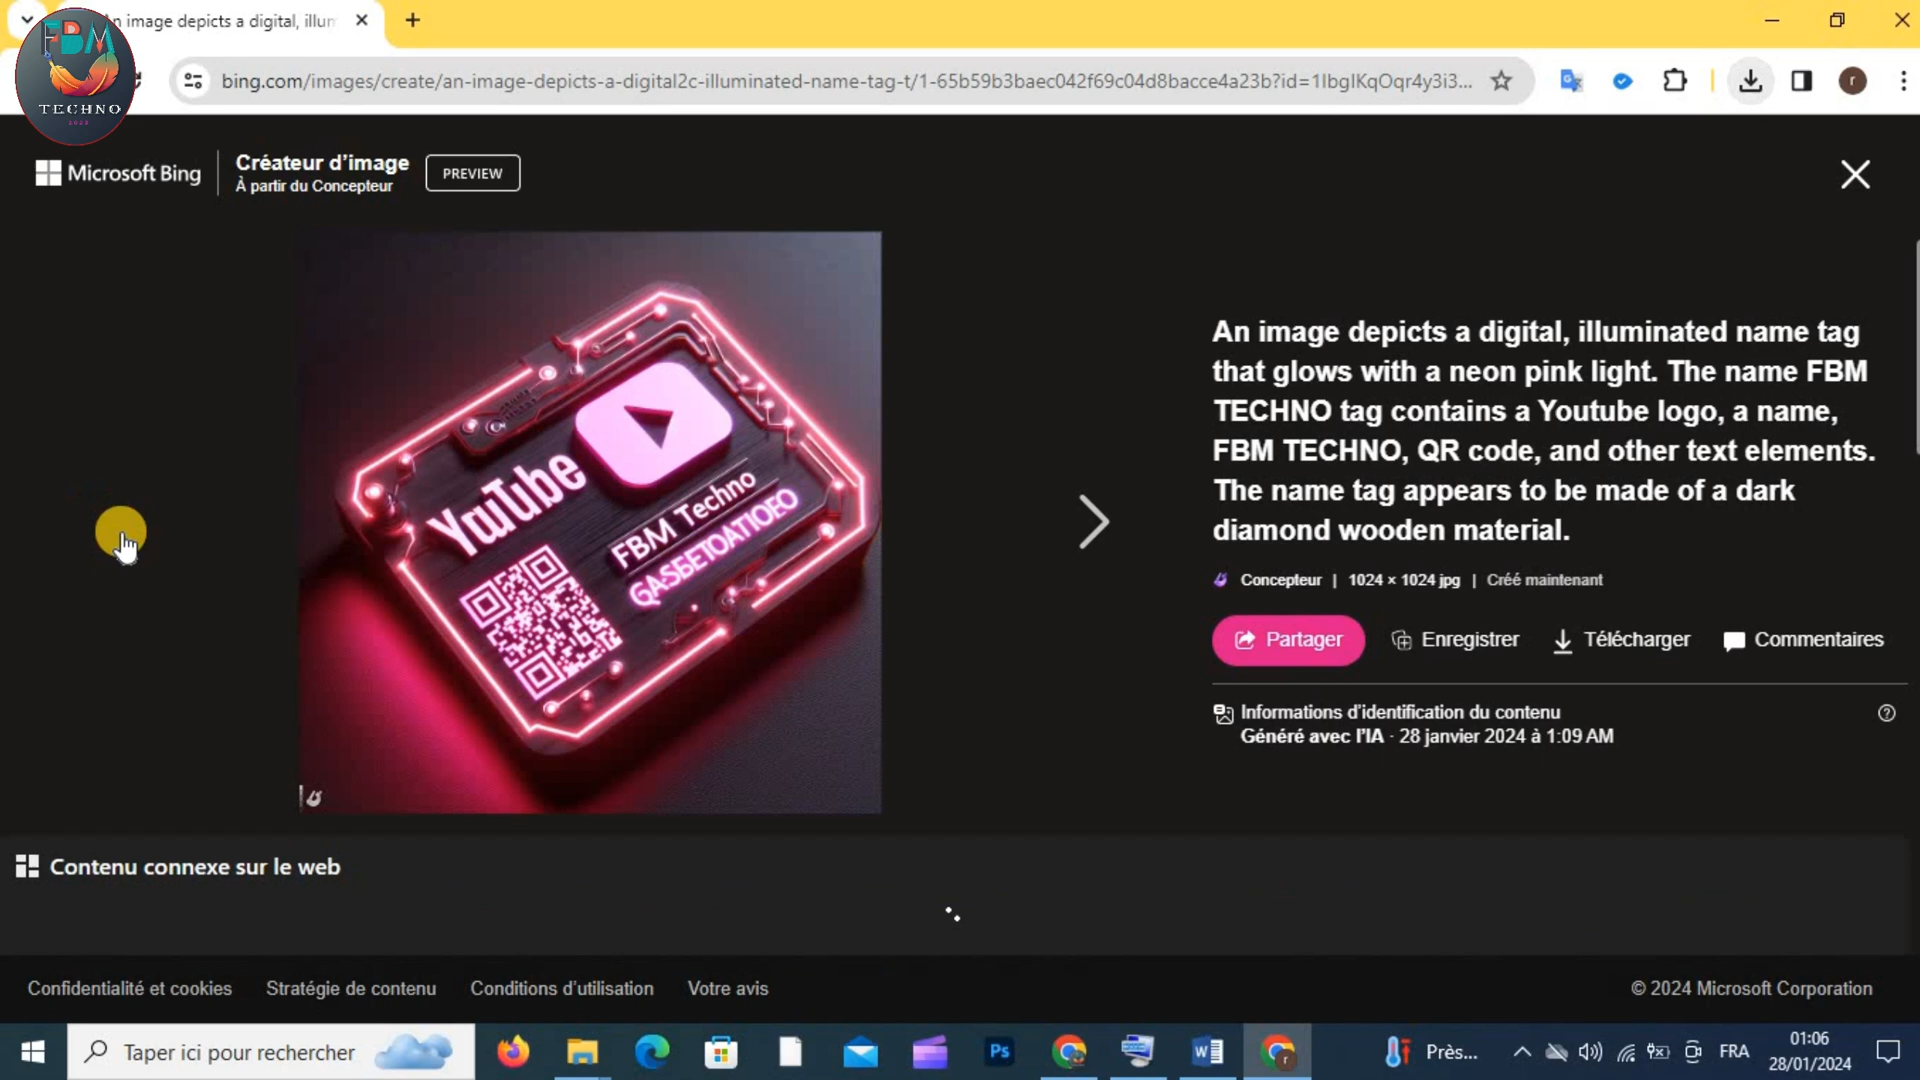 n image depicts a digital, illun
FBM
TECHNO
2023
bing.com/images/create/an-image-depicts-a-digital2c-illuminated-name-tag-t/1-65b59b3baec042f69c04d8bacce4a23b?id=1IbgIKqOqr4y3i3...
r
Microsoft Bing
Créateur d’image
À partir du Concepteur
PREVIEW
YauTube
FBM Techno
An image depicts a digital, illuminated name tag
that glows with a neon pink light. The name FBM
TECHNO tag contains a Youtube logo, a name,
FBM TECHNO, QR code, and other text elements.
The name tag appears to be made of a dark
diamond wooden material.
Concepteur | 1024 × 1024 jpg | Créé maintenant
Partager
Enregistrer
Télécharger
Commentaires
Informations d’identification du contenu
Généré avec l’IA · 28 janvier 2024 à 1:09 AM
Contenu connexe sur le web
Confidentialité et cookies
Stratégie de contenu
Conditions d’utilisation
Votre avis
© 2024 Microsoft Corporation
Taper ici pour rechercher
Ps
Près...
FRA
01:06
28/01/2024